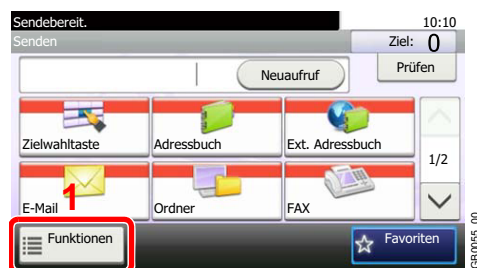 Sendebereit. 10:10
Senden Ziel: 0
Neuaufruf Prüfen
Zielwahltaste Adressbuch Ext. Adressbuch
1/2
E-Mail 1 Ordner FAX
Funktionen Favoriten
GB0055_00